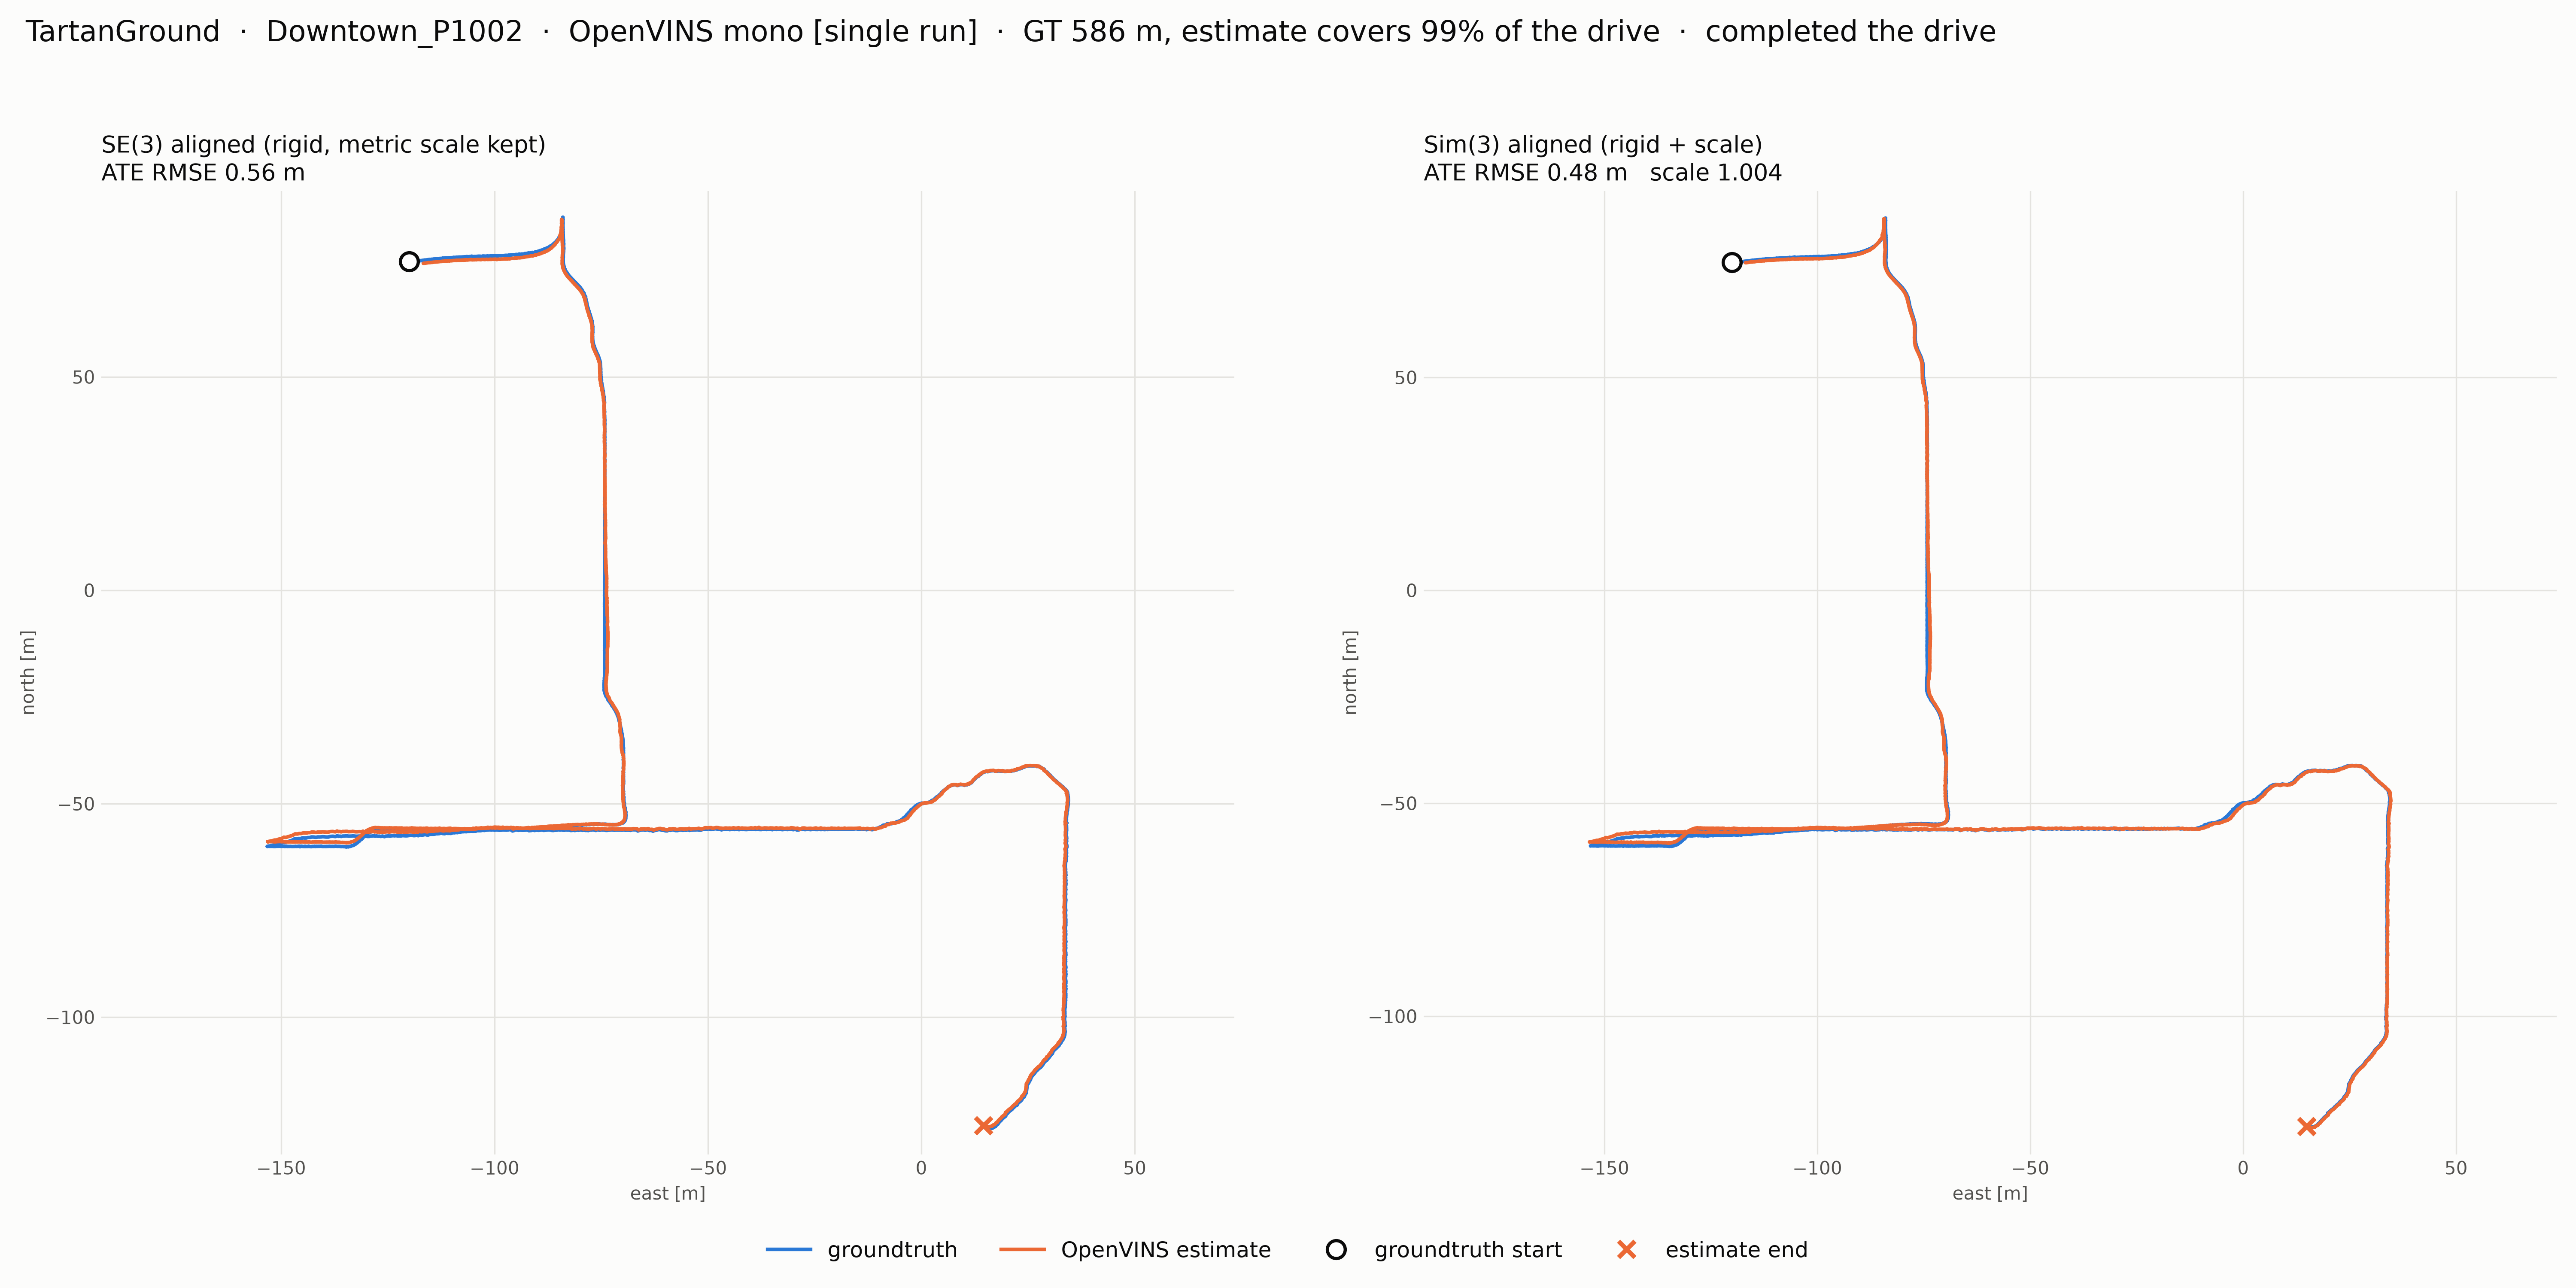 TartanGround · Downtown_P1002 · OpenVINS mono [single run] · GT 586 m, estimate covers 99% of the drive · completed the drive
SE(3) aligned (rigid, metric scale kept)
ATE RMSE 0.56 m
50
0
−50
−100
north [m]
−150
−100
−50
0
50
east [m]
Sim(3) aligned (rigid + scale)
ATE RMSE 0.48 m   scale 1.004
50
0
−50
−100
north [m]
−150
−100
−50
0
50
east [m]
groundtruth
OpenVINS estimate
groundtruth start
estimate end